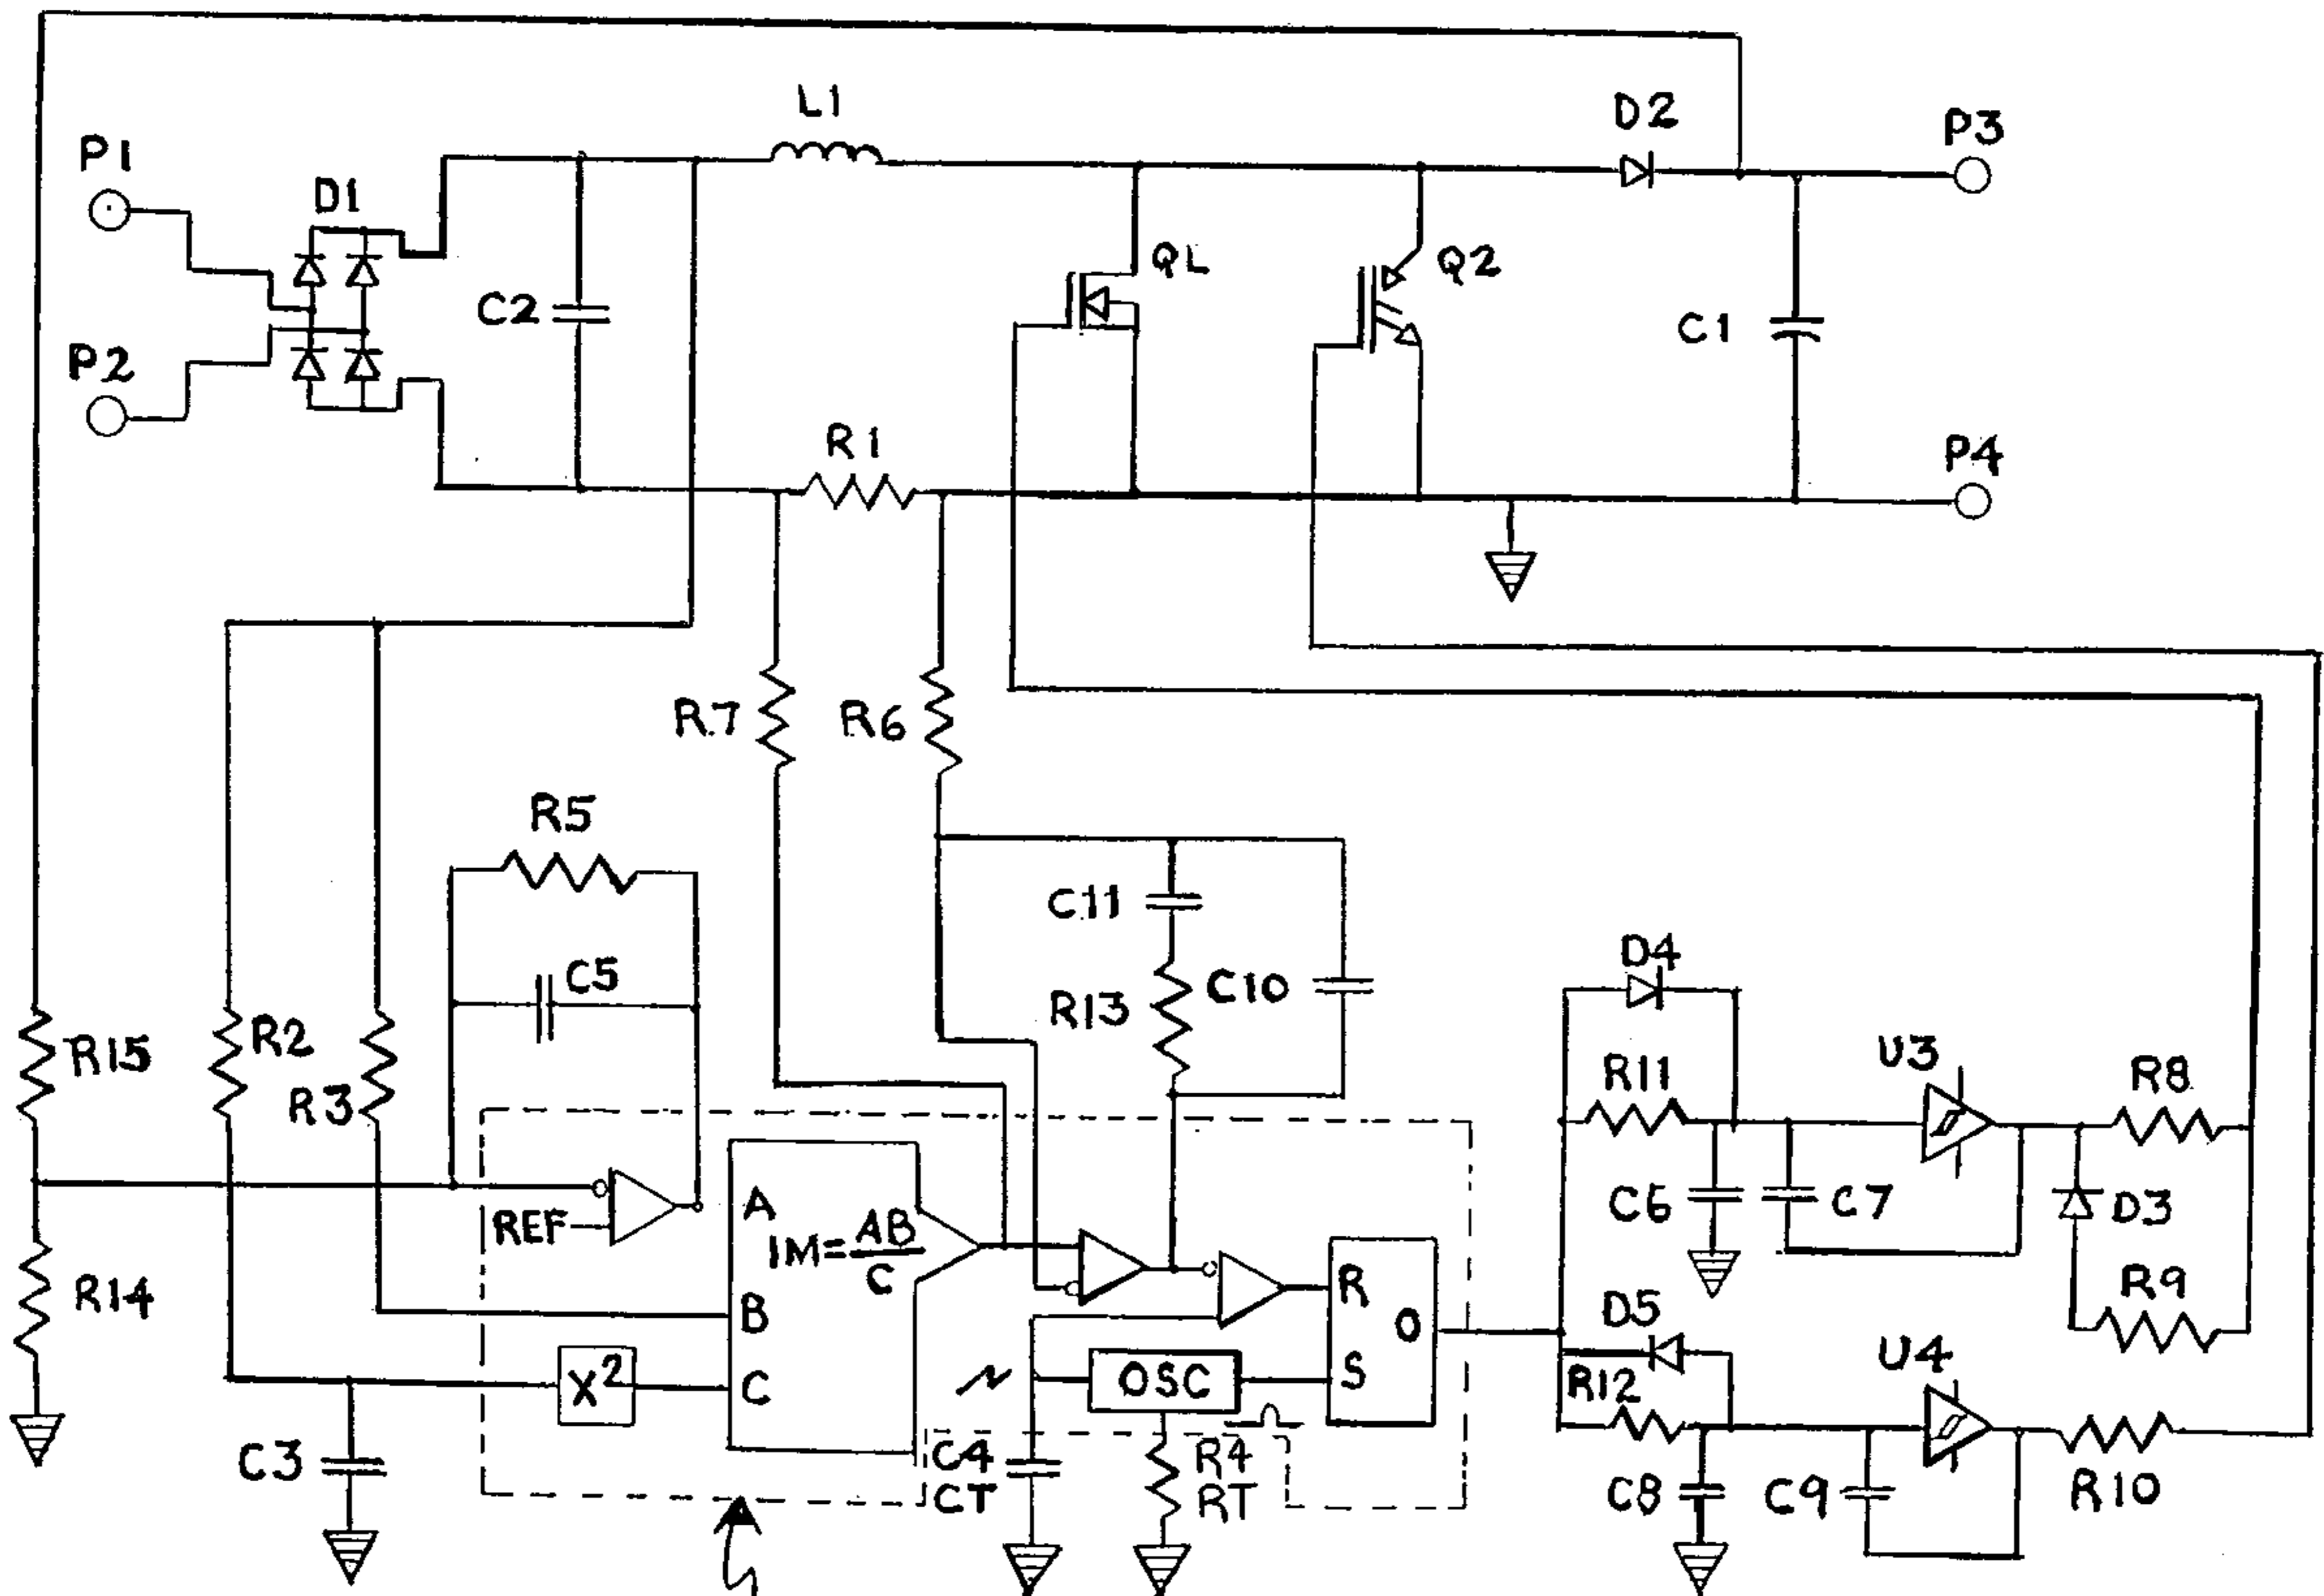 L1
D2
P3
P1
D1
QL
Q2
C2
C1
P2
R1
P4
R7
R6
R5
C11
C5
D4
R13
C10
R15
R2
R3
R11
U3
R8
REF
A
IM=AB/C
C6
C7
D3
R14
B
R
O
D5
R9
X²
C
OSC
S
R12
U4
C3
C4
CT
R4
RT
C8
C9
R10